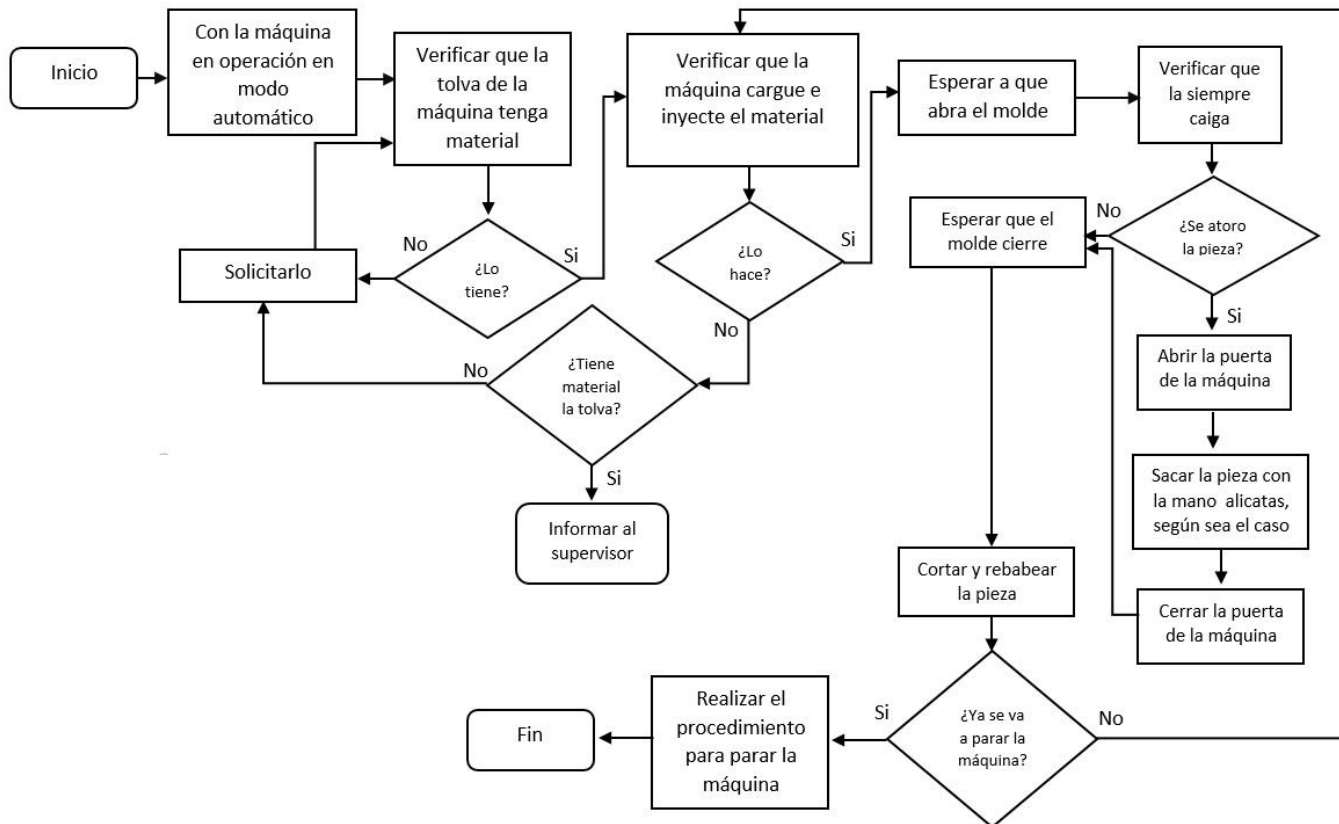 Inicio
Con la máquina
en operación en
modo
automático
Verificar que la
tolva de la
máquina tenga
material
¿Lo
tiene?
No
Si
Solicitarlo
Verificar que la
máquina cargue e
inyecte el material
¿Lo
hace?
Si
No
¿Tiene
material
la tolva?
No
Si
Informar al
supervisor
Esperar a que
abra el molde
Verificar que
la siempre
caiga
¿Se atoro
la pieza?
No
Si
Esperar que el
molde cierre
Abrir la puerta
de la máquina
Sacar la pieza con
la mano alicatas,
según sea el caso
Cerrar la puerta
de la máquina
Cortar y rebabear
la pieza
¿Ya se va
a parar la
máquina?
Si
No
Realizar el
procedimiento
para parar la
máquina
Fin